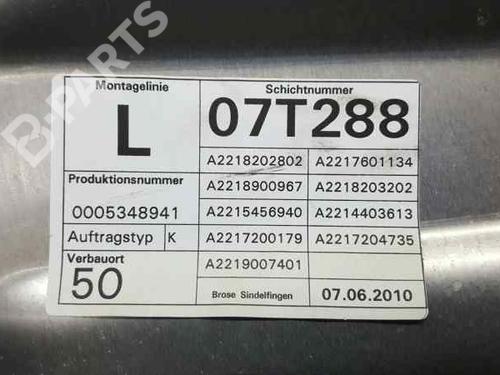 B-PARTS
Montagelinie
L
Schichtnummer
07T288
A2218202802 A2217601134
Produktionsnummer
0005348941
A2218900967 A2218203202
A2215456940 A2214403613
Auftragstyp K
A2217200179 A2217204735
Verbauort
50
A2219007401
Brose Sindelfingen 07.06.2010